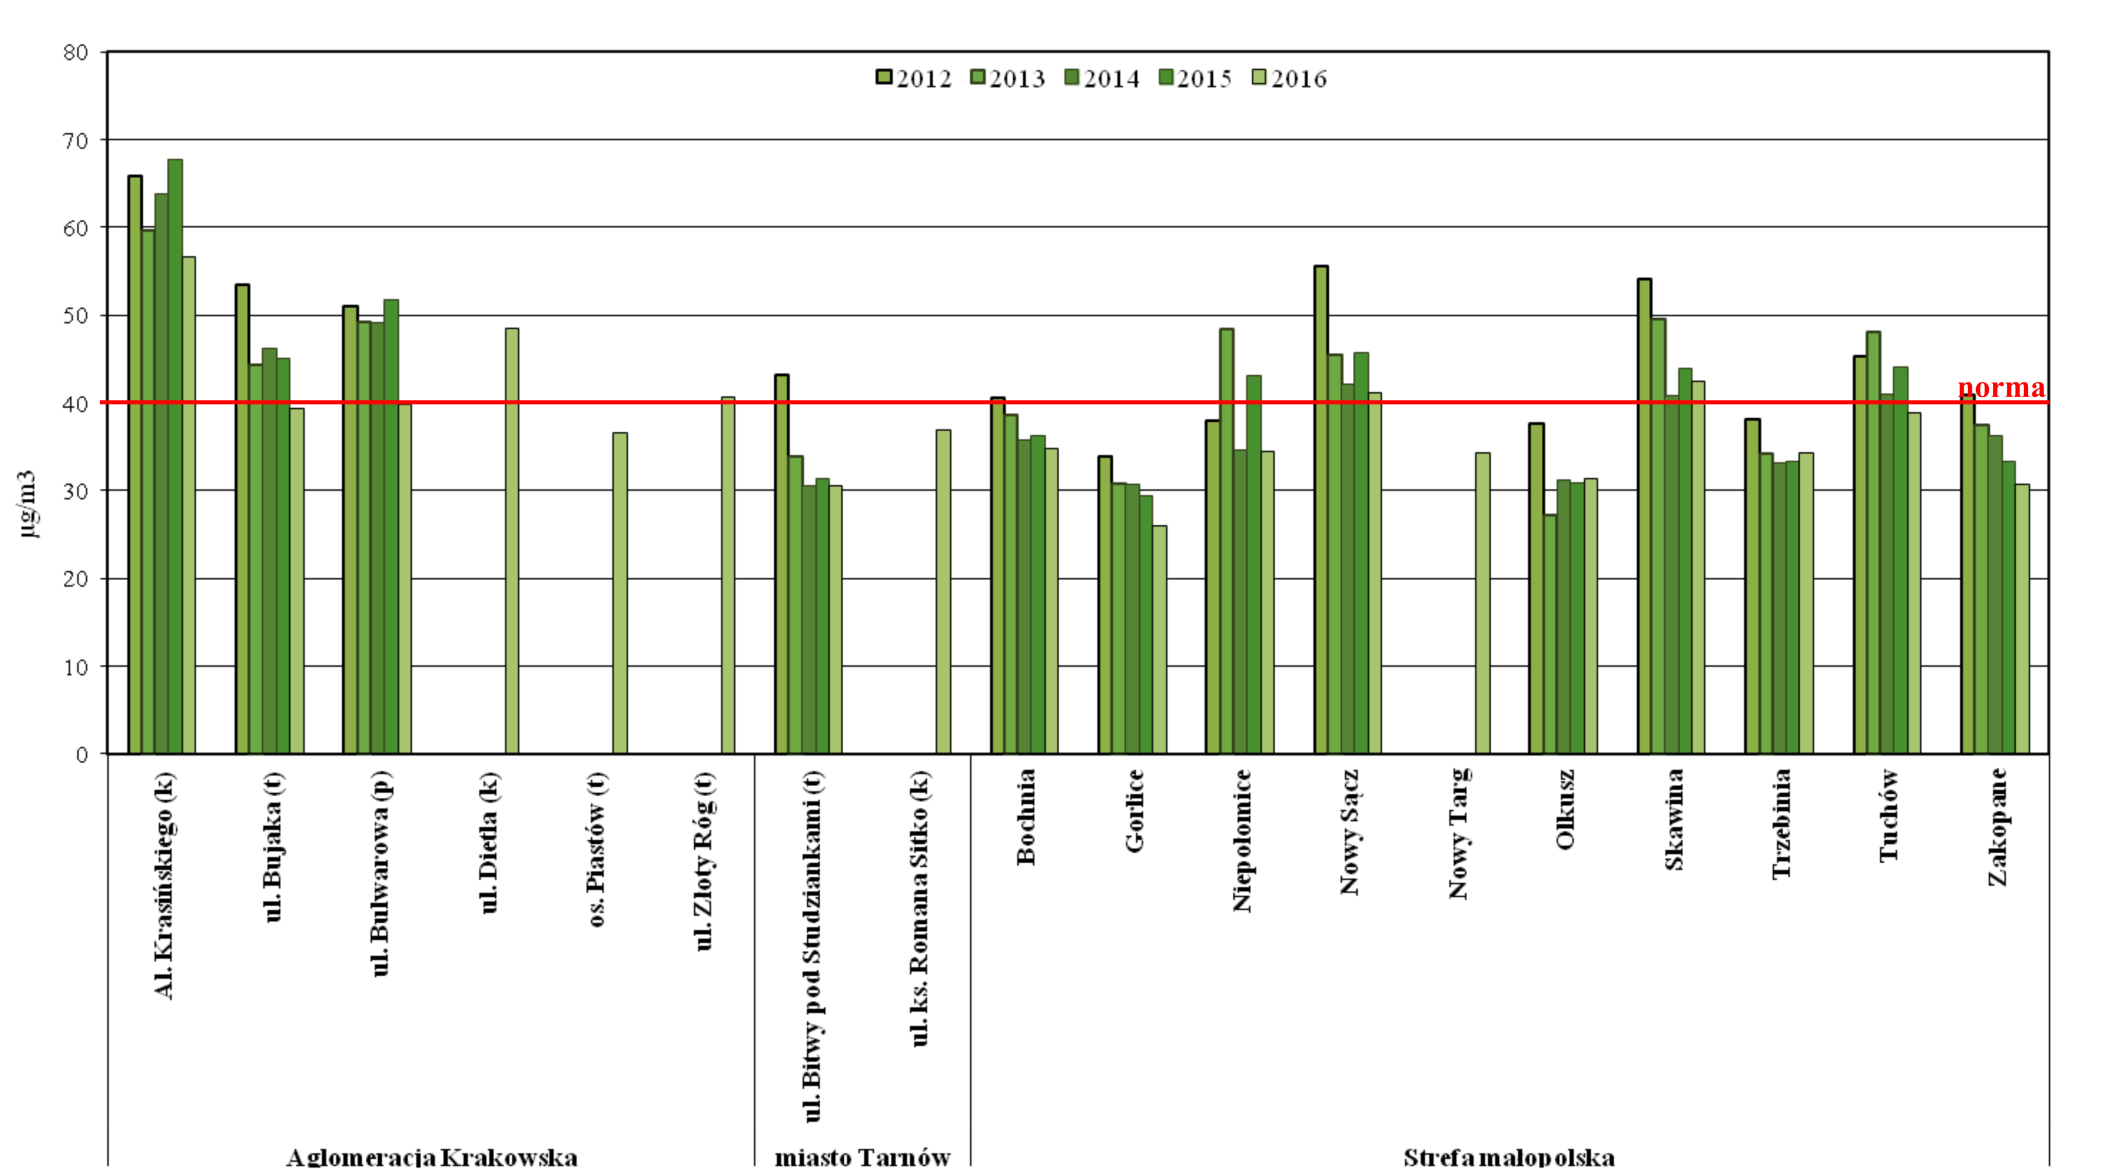 80
2012 2013 2014 2015 2016
70
60
50
norma
40
30
µg/m3
20
10
0
Al. Krasińskiego (k)
ul. Bujaka (t)
ul. Bulwarowa (p)
ul. Dietla (k)
os. Piastów (t)
ul. Złoty Róg (t)
ul. Bitwy pod Studziankami (t)
ul. ks. Romana Sitko (k)
Bochnia
Gorlice
Niepołomice
Nowy Sącz
Nowy Targ
Olkusz
Skawina
Trzebinia
Tuchów
Zakopane
Aglomeracja Krakowska
miasto Tarnów
Strefa małopolska